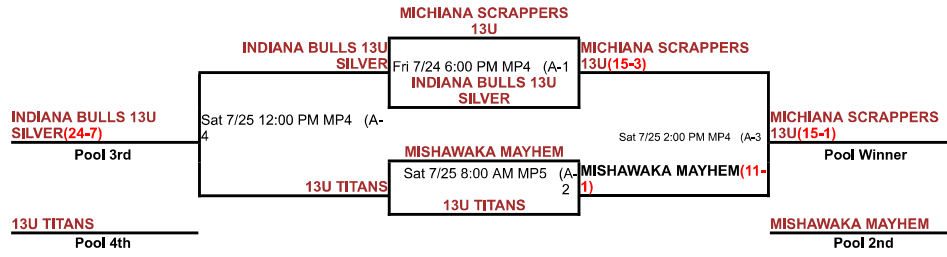 MICHIANA SCRAPPERS
13U
INDIANA BULLS 13U
SILVER
Fri 7/24 6:00 PM MP4 (A-1
INDIANA BULLS 13U
SILVER
MICHIANA SCRAPPERS
13U(15-3)
INDIANA BULLS 13U
SILVER(24-7)
Pool 3rd
Sat 7/25 12:00 PM MP4 (A-
4
Sat 7/25 2:00 PM MP4 (A-3
MICHIANA SCRAPPERS
13U(15-1)
Pool Winner
MISHAWAKA MAYHEM
13U TITANS
Sat 7/25 8:00 AM MP5 (A-
2
13U TITANS
MISHAWAKA MAYHEM(11-
1)
13U TITANS
Pool 4th
MISHAWAKA MAYHEM
Pool 2nd